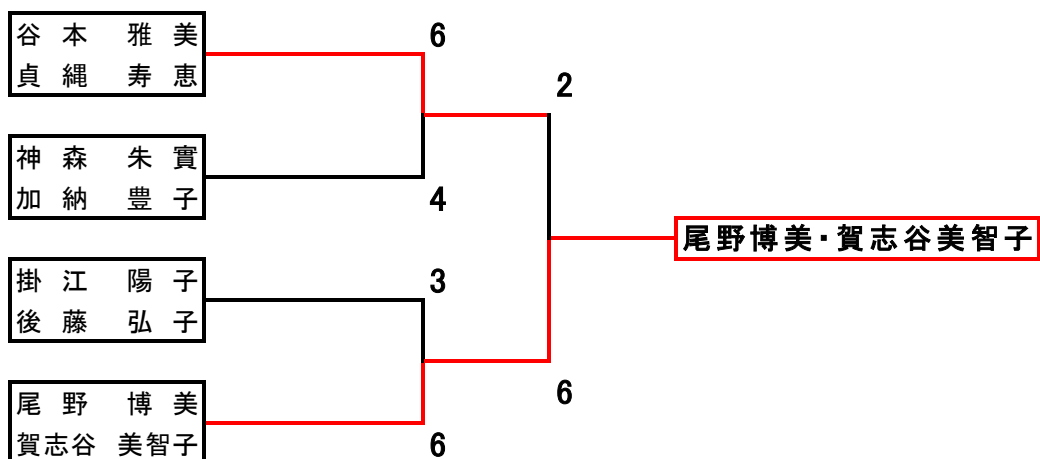 谷本 雅美
貞縄 寿恵
6
2
神森 朱實
加納 豊子
4
尾野博美・賀志谷美智子
掛江 陽子
後藤 弘子
3
6
尾野 博美
賀志谷 美智子
6